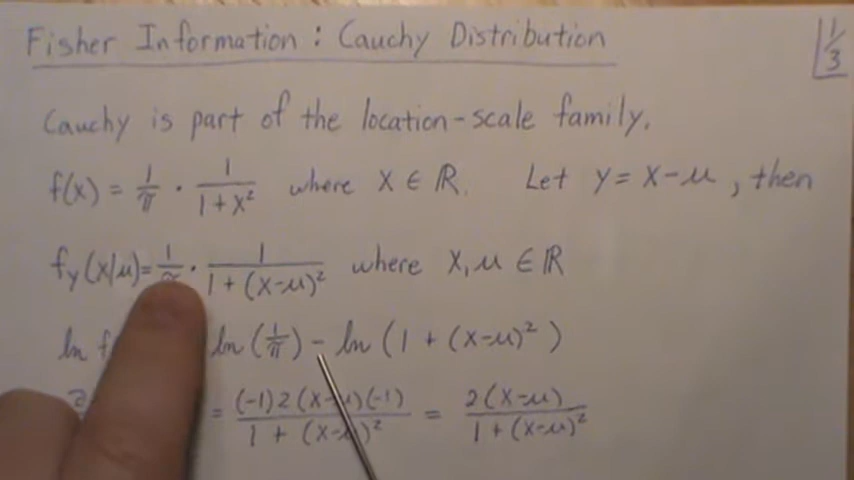 Fisher Information : Cauchy Distribution
1/3
Cauchy is part of the location-scale family.
f(x) = 1/π · 1/(1+x²) where x ∈ ℝ. Let y = x-μ, then
f_y(x|μ) = 1/π · 1/(1+(x-μ)²) where x, μ ∈ ℝ
ln f ln(1/π) - ln(1+(x-μ)²)
= (-1)2(x-μ)(-1)/(1+(x-μ)²) = 2(x-μ)/(1+(x-μ)²)